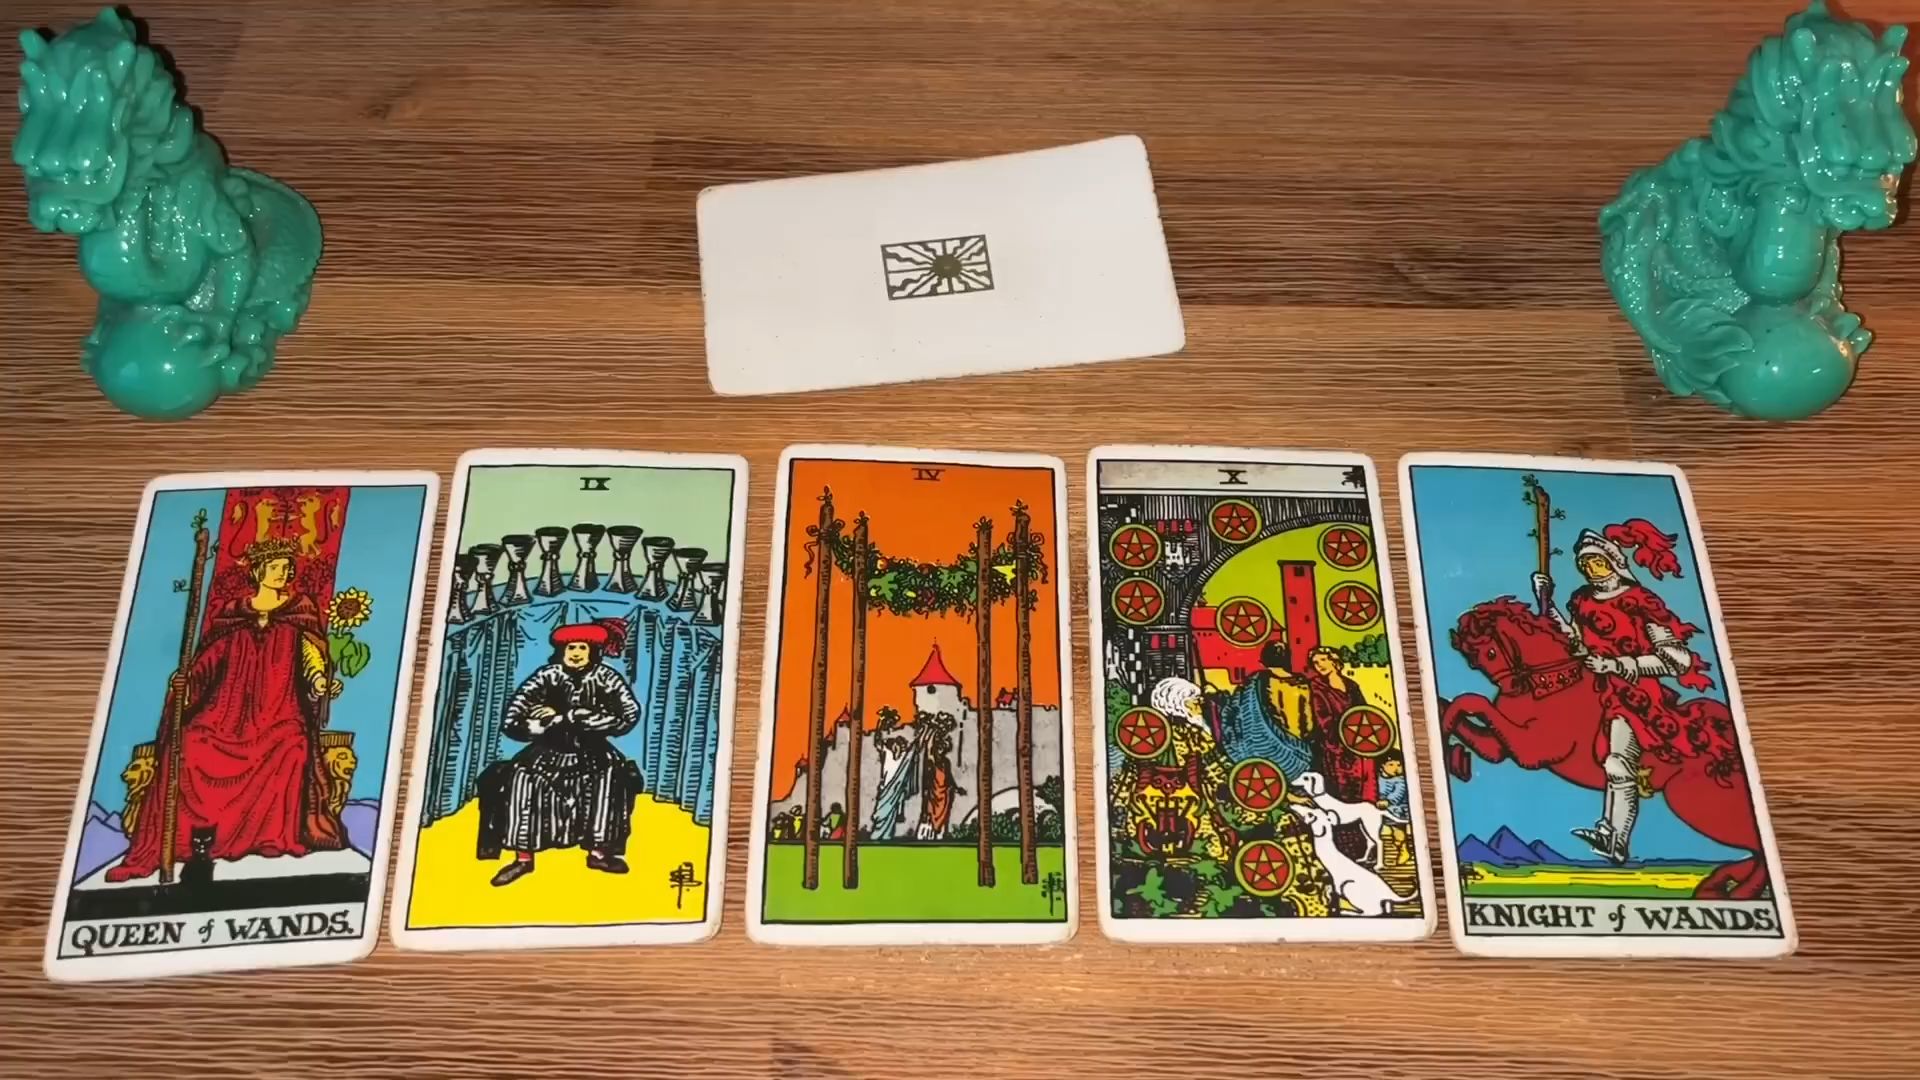 QUEEN of WANDS.
IX
IV
X
KNIGHT of WANDS.